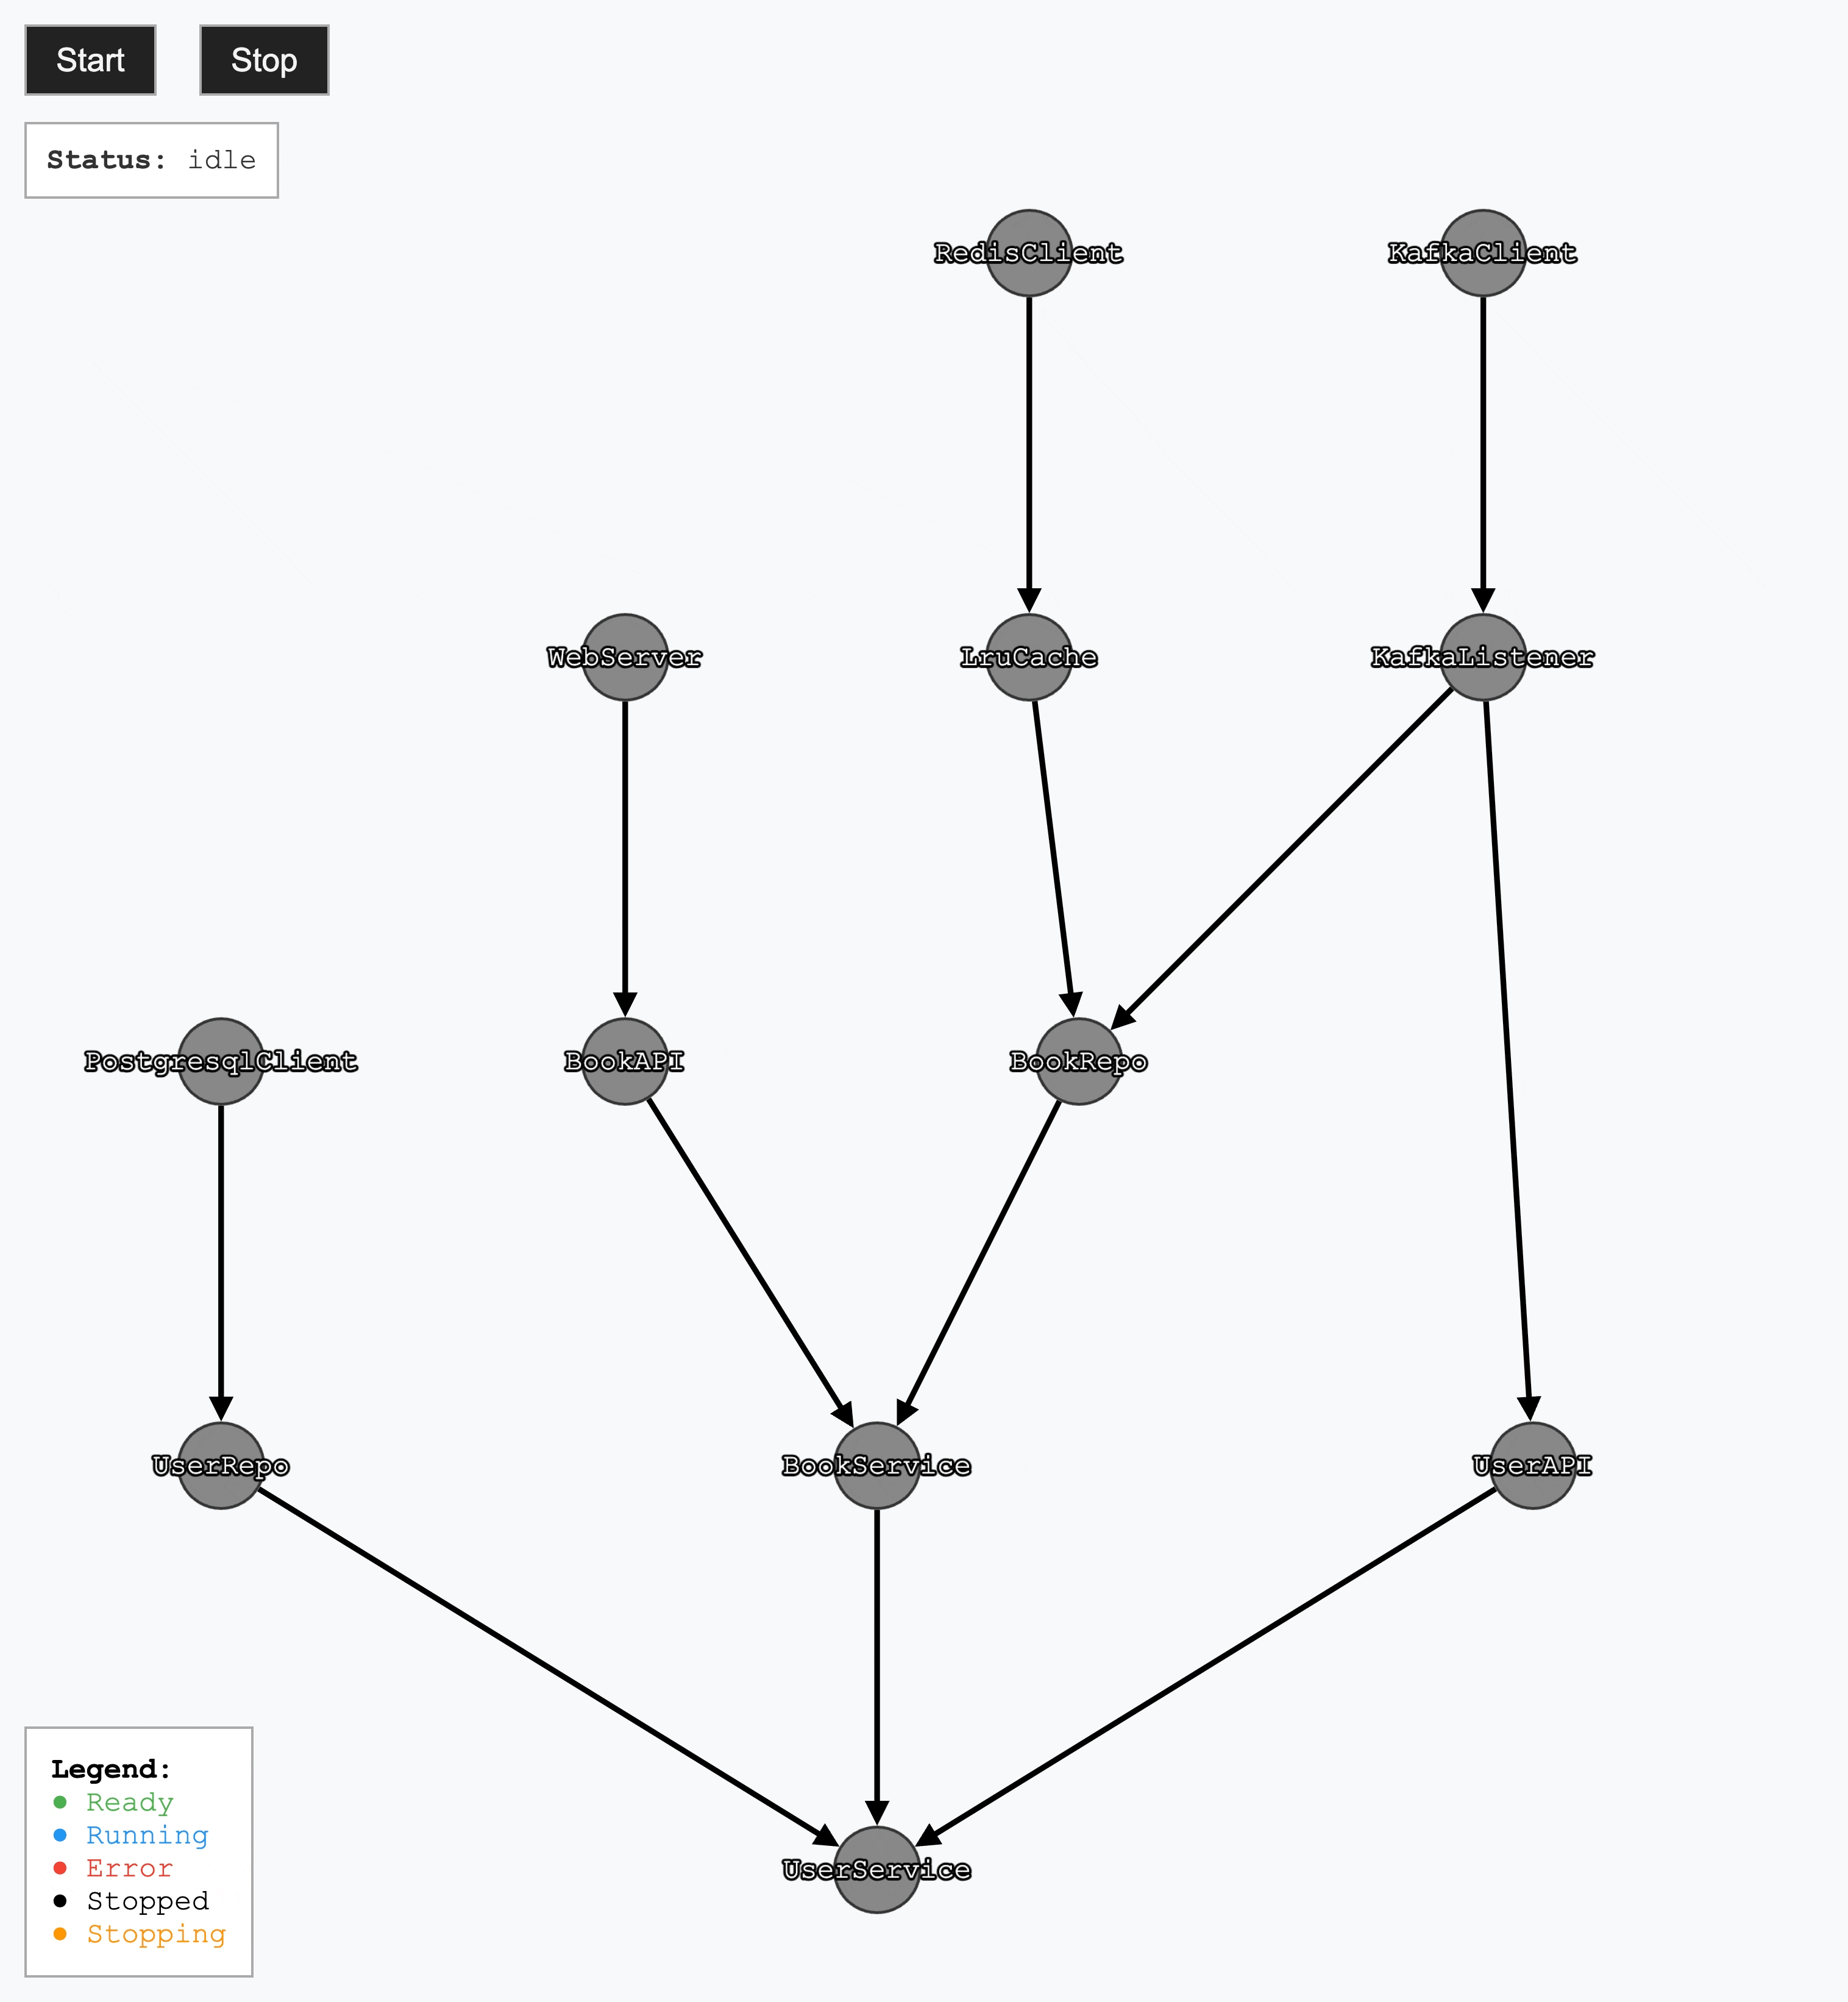 Start Stop
Status: idle
RedisClient KafkaClient
WebServer LruCache KafkaListener
PostgresqlClient BookAPI BookRepo
UserRepo BookService UserAPI
Legend:
Ready
Running
Error
Stopped
Stopping
UserService